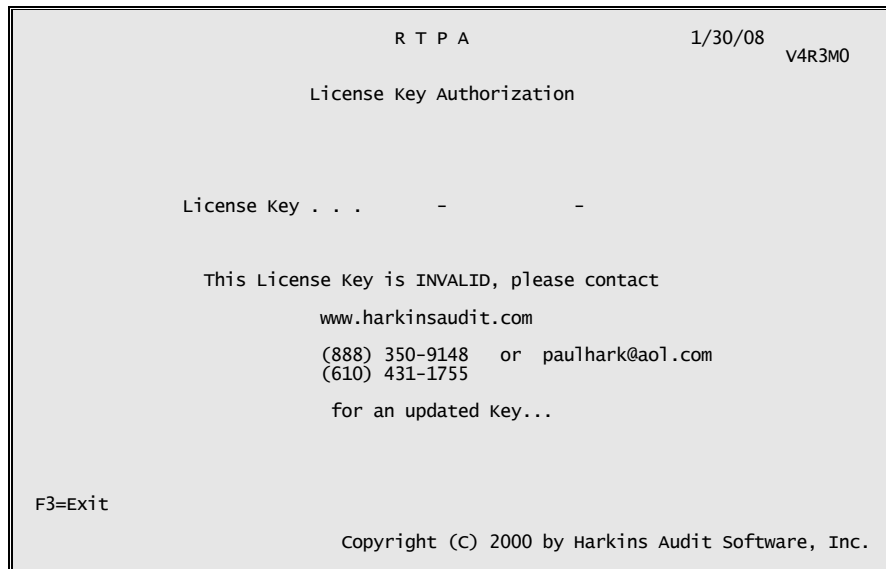 R T P A 1/30/08
V4R3M0
License Key Authorization
License Key . . . - -
This License Key is INVALID, please contact
www.harkinsaudit.com
(888) 350-9148 or paulhark@aol.com
(610) 431-1755
for an updated Key...
F3=Exit
Copyright (C) 2000 by Harkins Audit Software, Inc.